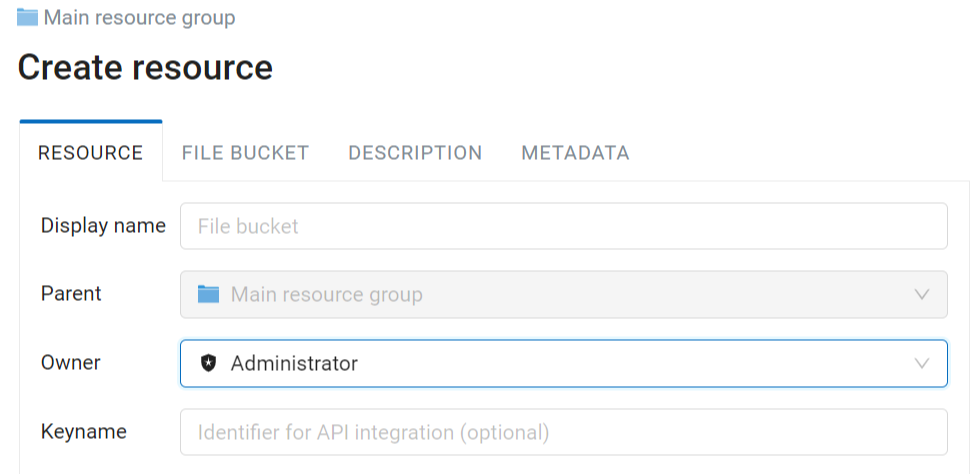 Main resource group
Create resource
RESOURCE FILE BUCKET DESCRIPTION METADATA
Display name File bucket
Parent Main resource group
Owner Administrator
Keyname Identifier for API integration (optional)